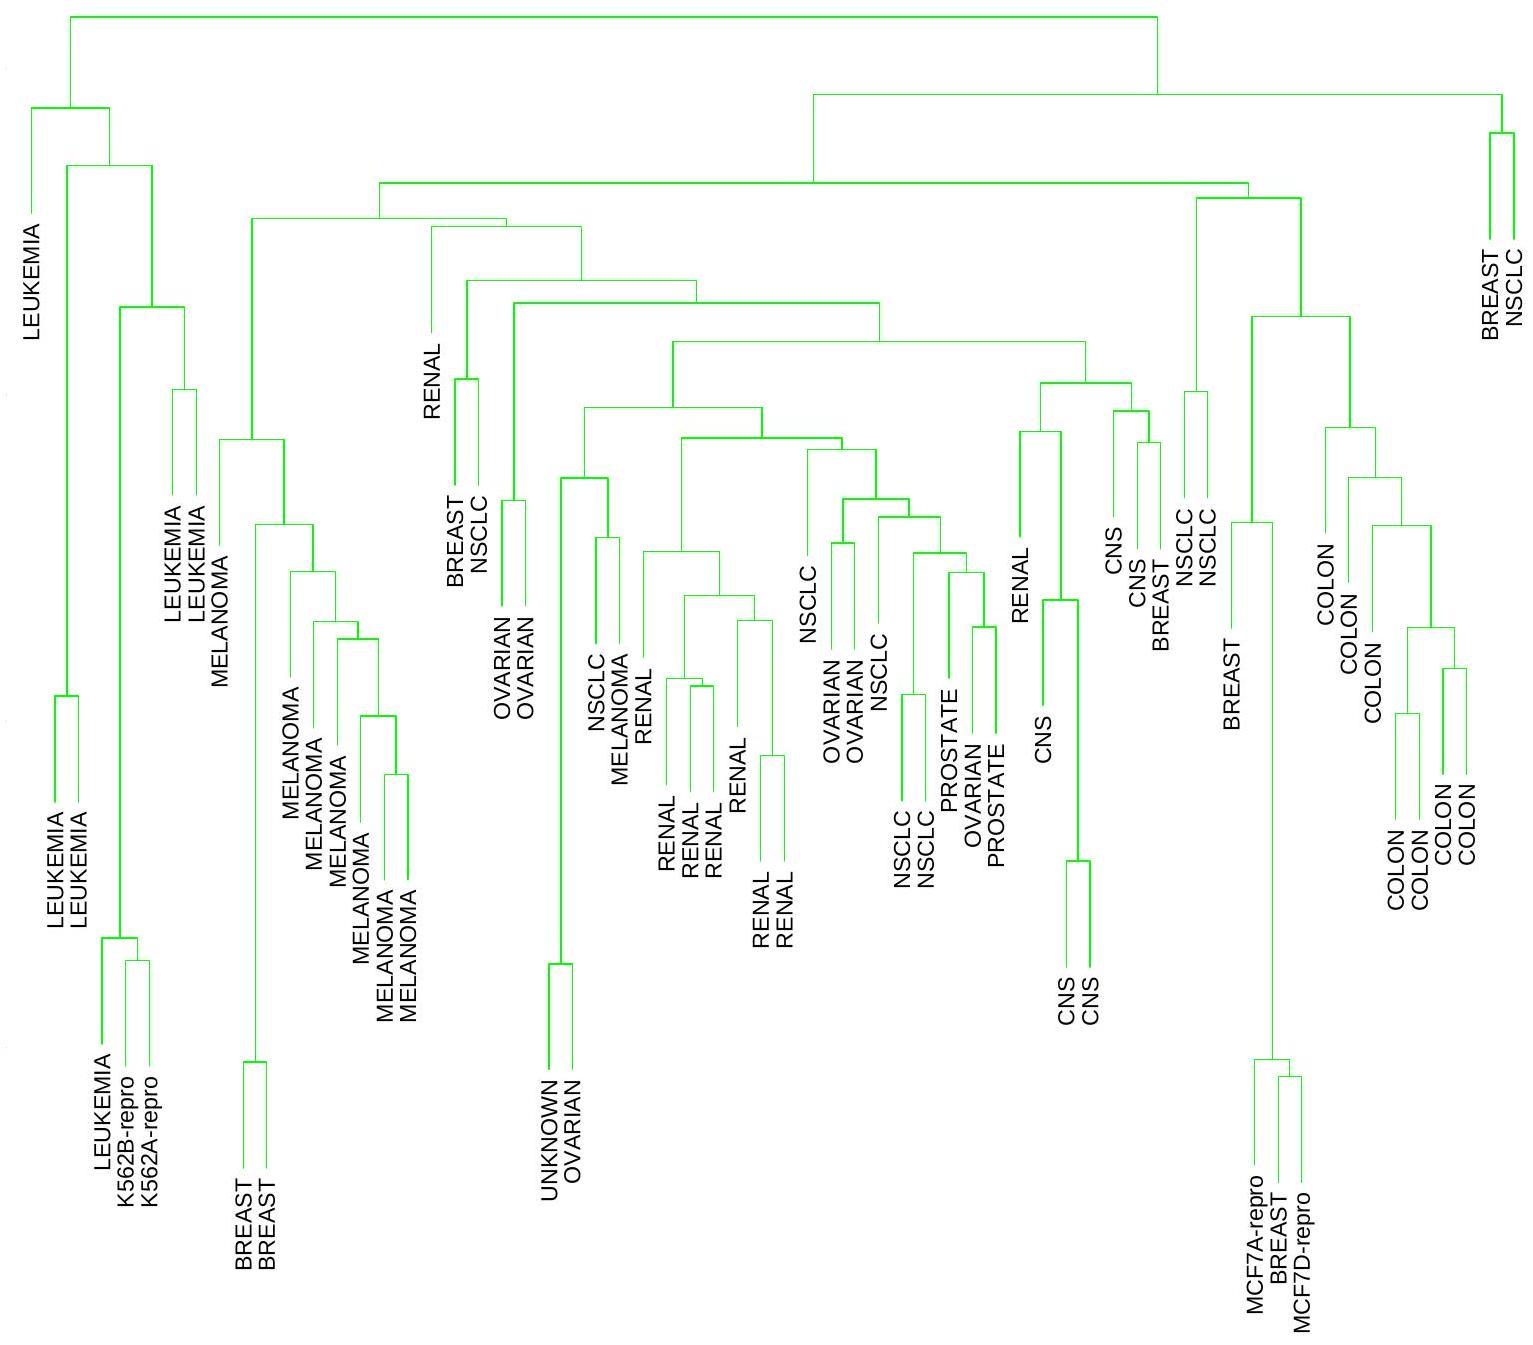 LEUKEMIA
LEUKEMIA
LEUKEMIA
LEUKEMIA
K562B-repro
K562A-repro
LEUKEMIA
LEUKEMIA
MELANOMA
BREAST
BREAST
MELANOMA
MELANOMA
MELANOMA
MELANOMA
MELANOMA
MELANOMA
RENAL
BREAST
NSCLC
OVARIAN
OVARIAN
UNKNOWN
OVARIAN
NSCLC
MELANOMA
RENAL
RENAL
RENAL
RENAL
RENAL
RENAL
RENAL
NSCLC
OVARIAN
OVARIAN
NSCLC
NSCLC
NSCLC
PROSTATE
OVARIAN
PROSTATE
RENAL
CNS
CNS
CNS
CNS
CNS
BREAST
NSCLC
NSCLC
BREAST
MCF7A-repro
BREAST
MCF7D-repro
COLON
COLON
COLON
COLON
COLON
COLON
COLON
BREAST
NSCLC